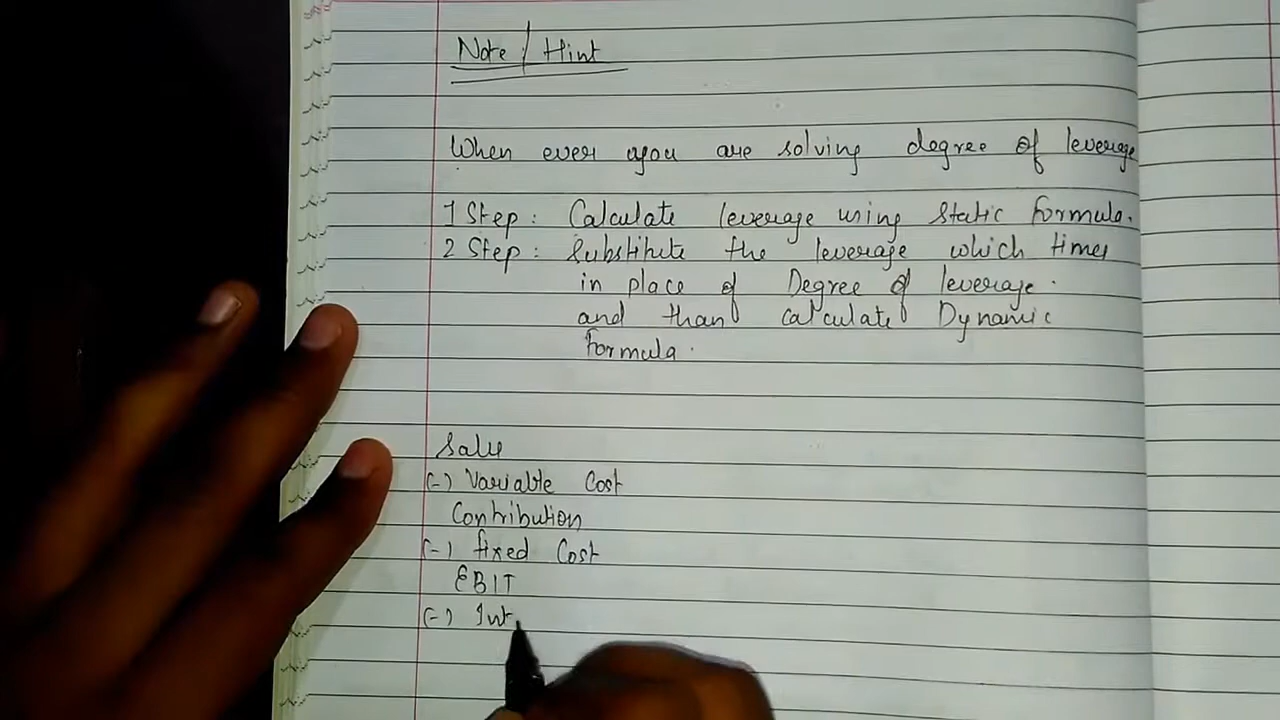 Note / Hint
When ever you are solving degree of leverage
1 Step : Calculate leverage using Static formula.
2 Step : Substitute the leverage which times
in place of Degree of leverage.
and than calculate Dynamic
formula.
Sales
(-) Variable Cost
Contribution
(-) fixed Cost
EBIT
(-) Int